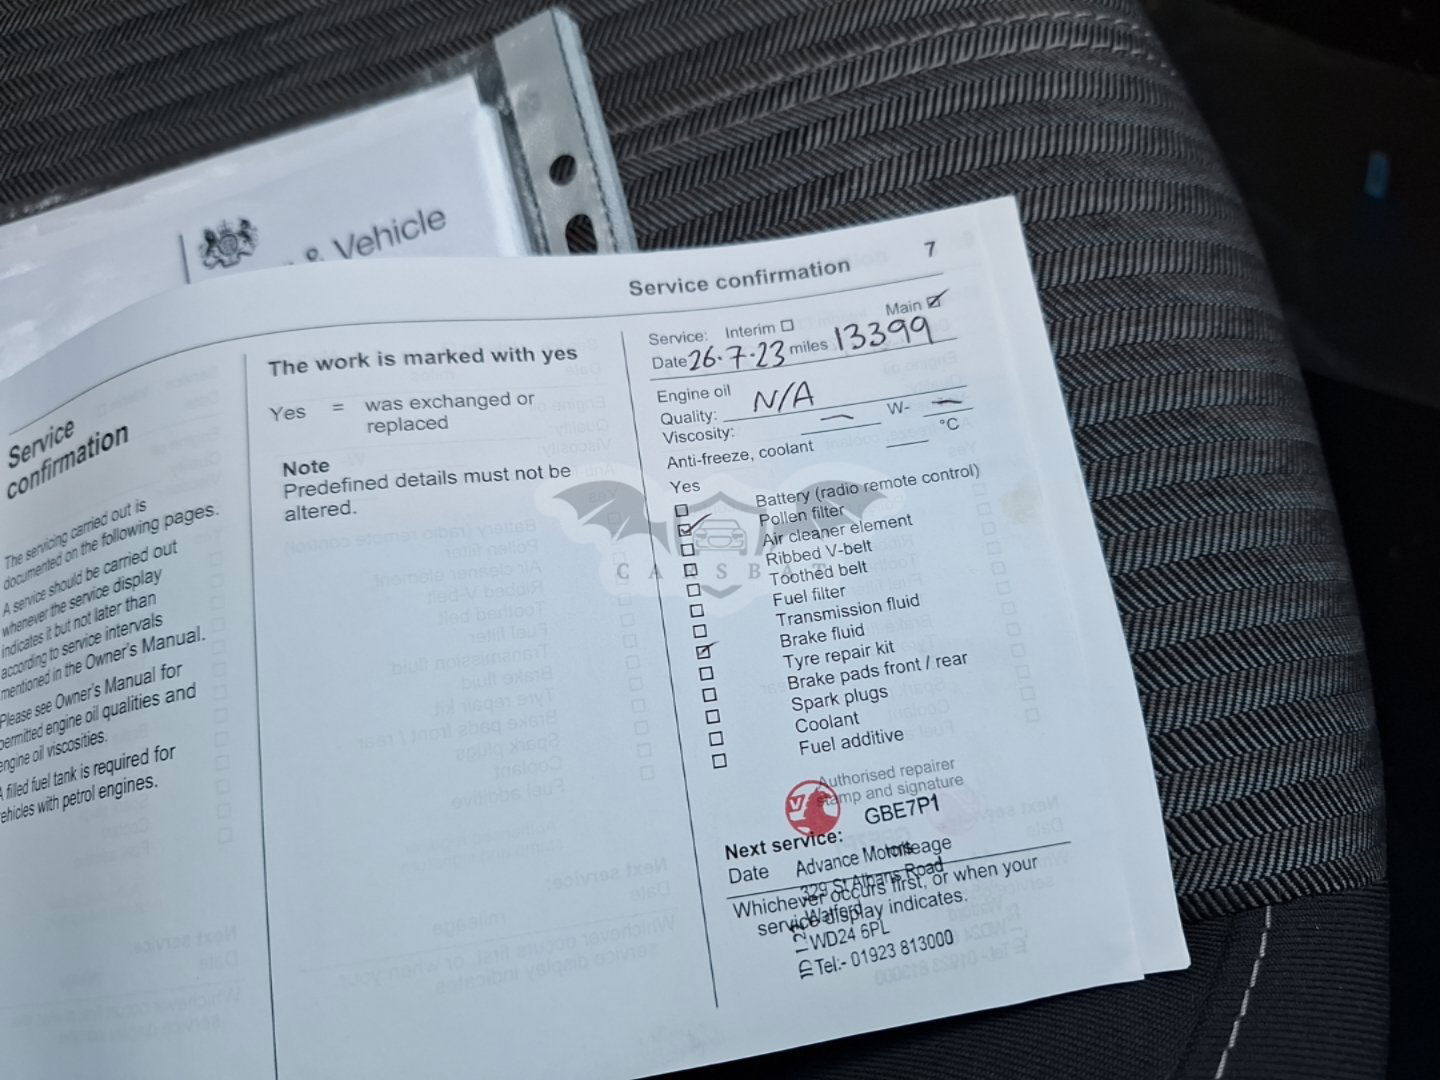 & Vehicle
Service confirmation 7
Service
confirmation
The servicing carried out is
documented on the following pages.
A service should be carried out
whenever the service display
indicates it but not later than
according to service intervals
mentioned in the Owner's Manual.
Please see Owner's Manual for
permitted engine oil qualities and
engine oil viscosities.
A filled fuel tank is required for
vehicles with petrol engines.
The work is marked with yes
Yes = was exchanged or
replaced
Note
Predefined details must not be
altered.
Service: Interim Main
Date 26.7.23 miles 13399
Engine oil
Quality: N/A
Viscosity: — W- —
Anti-freeze, coolant °C
Yes
Battery (radio remote control)
Pollen filter
Air cleaner element
Ribbed V-belt
Toothed belt
Fuel filter
Transmission fluid
Brake fluid
Tyre repair kit
Brake pads front / rear
Spark plugs
Coolant
Fuel additive
Authorised repairer
stamp and signature
GBE7P1
Next service:
Date Advance Motors
329 St Albans Road
Whichever occurs first, or when your
Watford
service display indicates.
WD24 6PL
Tel:- 01923 813000
CARSBAT